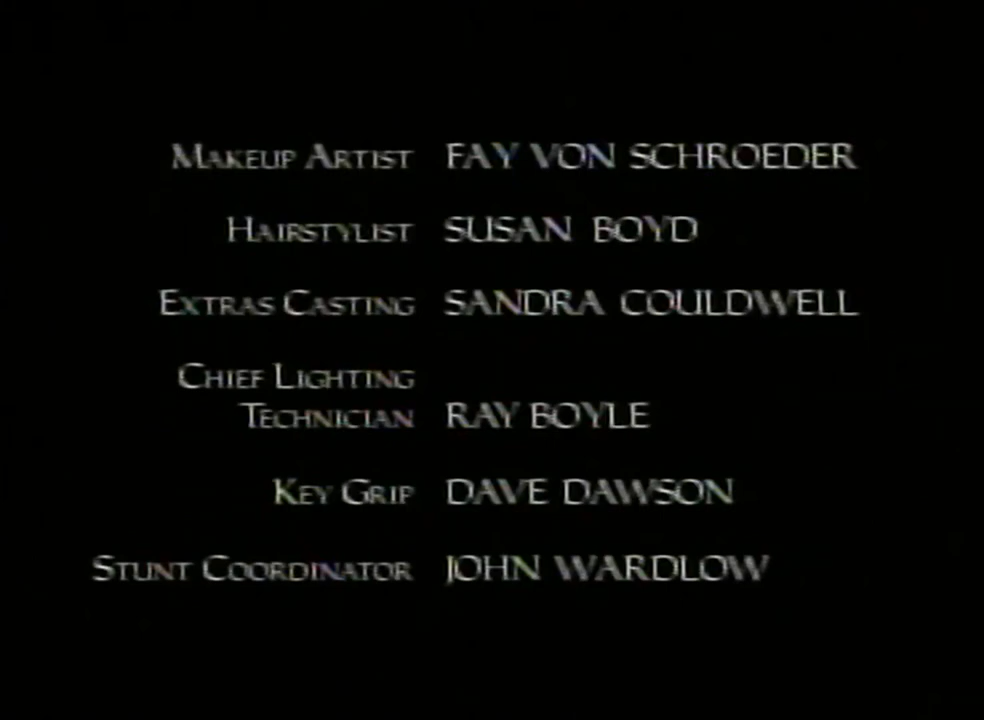 Makeup Artist FAY VON SCHROEDER
Hairstylist SUSAN BOYD
Extras Casting SANDRA COULDWELL
Chief Lighting
Technician RAY BOYLE
Key Grip DAVE DAWSON
Stunt Coordinator JOHN WARDLOW